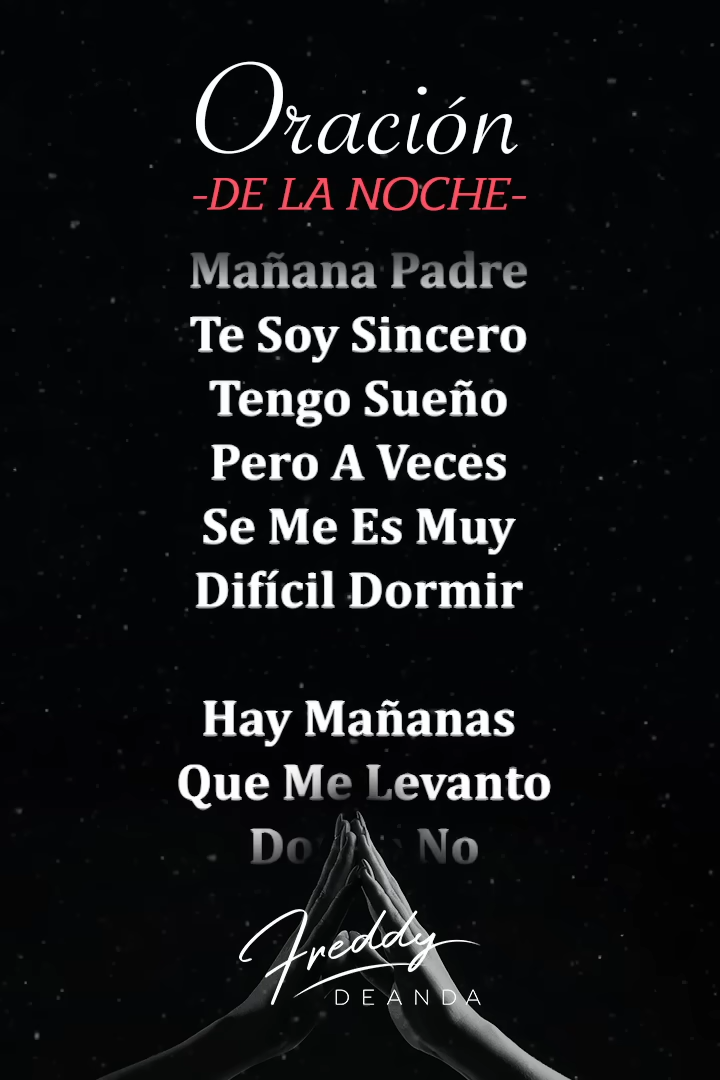 Oración
-DE LA NOCHE-
Mañana Padre
Te Soy Sincero
Tengo Sueño
Pero A Veces
Se Me Es Muy
Difícil Dormir
Hay Mañanas
Que Me Levanto
No
Freddy
DEANDA